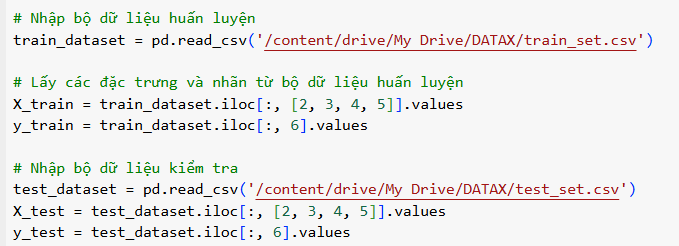 # Nhập bộ dữ liệu huấn luyện
train_dataset = pd.read_csv('/content/drive/My Drive/DATAX/train_set.csv')
# Lấy các đặc trưng và nhãn từ bộ dữ liệu huấn luyện
X_train = train_dataset.iloc[:, [2, 3, 4, 5]].values
y_train = train_dataset.iloc[:, 6].values
# Nhập bộ dữ liệu kiểm tra
test_dataset = pd.read_csv('/content/drive/My Drive/DATAX/test_set.csv')
X_test = test_dataset.iloc[:, [2, 3, 4, 5]].values
y_test = test_dataset.iloc[:, 6].values